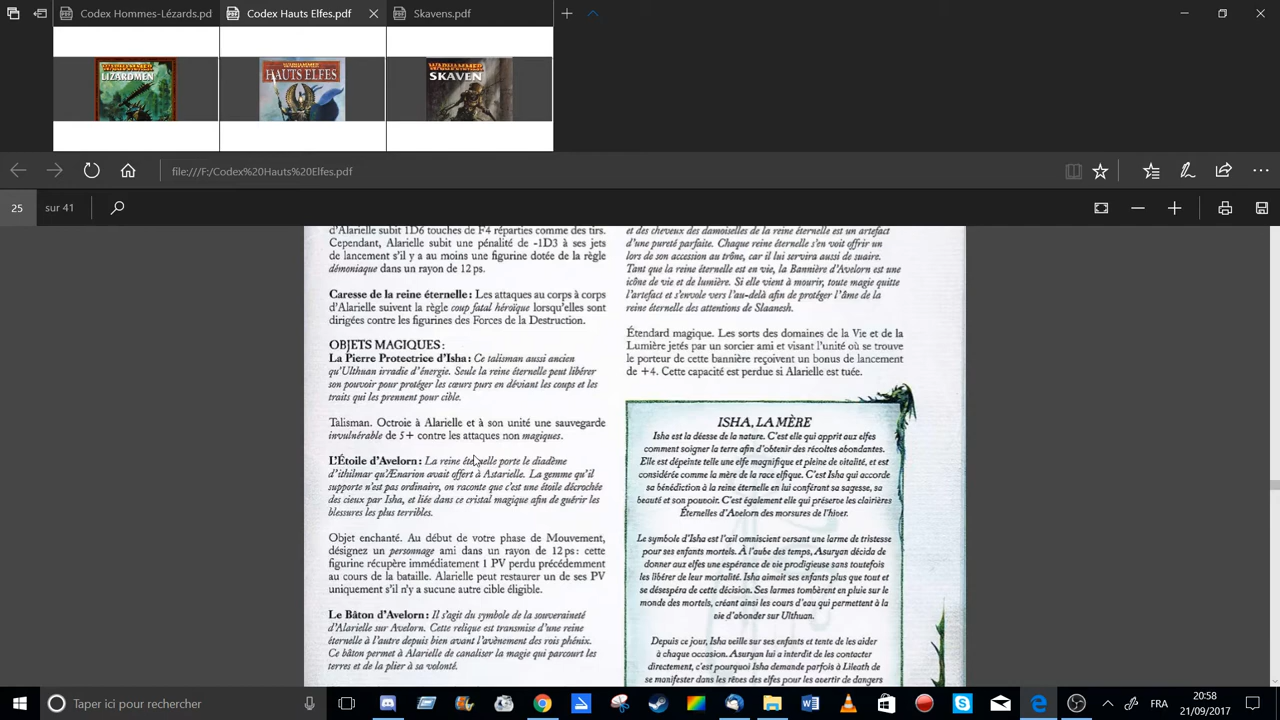 Codex Hommes-Lézards.pd
Codex Hauts Elfes.pdf
Skavens.pdf
WARHAMMER
LIZARDMEN
WARHAMMER
HAUTS ELFES
WARHAMMER
SKAVEN
file:///F:/Codex%20Hauts%20Elfes.pdf
25 sur 41
d'Alarielle subit 1D6 touches de F4 réparties comme des tirs.
Cependant, Alarielle subit une pénalité de -1D3 à ses jets
de lancement s'il y a au moins une figurine dotée de la règle
démoniaque dans un rayon de 12 ps.
Caresse de la reine éternelle : Les attaques au corps à corps
d'Alarielle suivent la règle coup fatal héroïque lorsqu'elles sont
dirigées contre les figurines des Forces de la Destruction.
OBJETS MAGIQUES :
La Pierre Protectrice d'Isha : Ce talisman aussi ancien
qu'Ulthuan irradie d'énergie. Seule la reine éternelle peut libérer
son pouvoir pour protéger les cœurs purs en déviant les coups et les
traits qui les prennent pour cible.
Talisman. Octroie à Alarielle et à son unité une sauvegarde
invulnérable de 5+ contre les attaques non magiques.
L'Étoile d'Avelorn : La reine éternelle porte le diadème
d'ithilmar qu'Ænarion avait offert à Astarielle. La gemme qu'il
supporte n'est pas ordinaire, on raconte que c'est une étoile décrochée
des cieux par Isha, et liée dans ce cristal magique afin de guérir les
blessures les plus terribles.
Objet enchanté. Au début de votre phase de Mouvement,
désignez un personnage ami dans un rayon de 12 ps : cette
figurine récupère immédiatement 1 PV perdu précédemment
au cours de la bataille. Alarielle peut restaurer un de ses PV
uniquement s'il n'y a aucune autre cible éligible.
Le Bâton d'Avelorn : Il s'agit du symbole de la souveraineté
d'Alarielle sur Avelorn. Cette relique est transmise d'une reine
éternelle à l'autre depuis bien avant l'avènement des rois phénix.
Ce bâton permet à Alarielle de canaliser la magie qui parcourt les
terres et de la plier à sa volonté.
et des cheveux des damoiselles de la reine éternelle est un artefact
d'une pureté parfaite. Chaque reine éternelle s'en voit offrir un
lors de son accession au trône, car il lui servira aussi de suaire.
Tant que la reine éternelle est en vie, la Bannière d'Avelorn est une
icône de vie et de lumière. Si elle vient à mourir, toute magie quitte
l'artefact et s'envole vers l'au-delà afin de protéger l'âme de la
reine éternelle des attentions de Slaanesh.
Étendard magique. Les sorts des domaines de la Vie et de la
Lumière jetés par un sorcier ami et visant l'unité où se trouve
le porteur de cette bannière reçoivent un bonus de lancement
de +4. Cette capacité est perdue si Alarielle est tuée.
ISHA, LA MÈRE
Isha est la déesse de la nature. C'est elle qui apprit aux elfes
comment soigner la terre afin d'obtenir des récoltes abondantes.
Elle est dépeinte telle une elfe magnifique et pleine de vitalité, et est
considérée comme la mère de la race elfique. C'est Isha qui accorde
sa bénédiction à la reine éternelle en lui conférant sa sagesse, sa
beauté et son pouvoir. C'est également elle qui préserve les clairières
Éternelles d'Avelorn des morsures de l'hiver.
Le symbole d'Isha est l'œil omniscient versant une larme de tristesse
pour ses enfants mortels. À l'aube des temps, Asuryan décida de
donner aux elfes une espérance de vie prodigieuse sans toutefois
les libérer de leur mortalité. Isha aimait ses enfants plus que tout et
se désespéra de cette décision. Ses larmes tombèrent en pluie sur le
monde des mortels, créant ainsi les cours d'eau qui permettent à la
vie d'abonder sur Ulthuan.
Depuis ce jour, Isha veille sur ses enfants et tente de les aider
à chaque occasion. Asuryan lui a interdit de les contacter
directement, c'est pourquoi Isha demande parfois à Lileath de
se manifester dans les rêves des elfes pour les avertir de dangers
Taper ici pour rechercher
FRA
20:58
21/09/2017